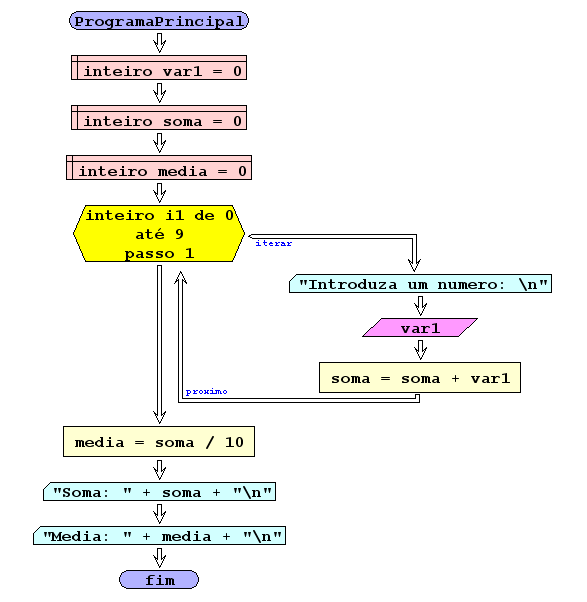 ProgramaPrincipal
inteiro var1 = 0
inteiro soma = 0
inteiro media = 0
inteiro i1 de 0
até 9
passo 1
iterar
"Introduza um numero: \n"
var1
soma = soma + var1
proximo
media = soma / 10
"Soma: " + soma + "\n"
"Media: " + media + "\n"
fim